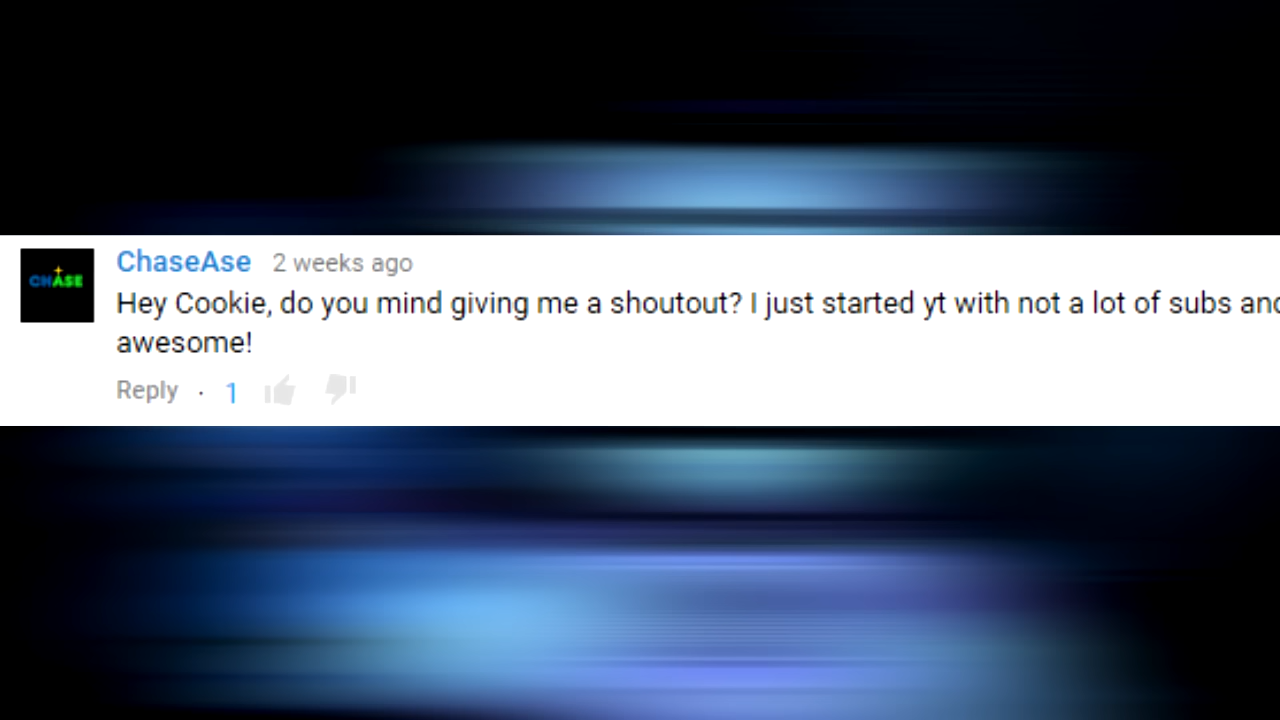 CHASE
ChaseAse 2 weeks ago
Hey Cookie, do you mind giving me a shoutout? I just started yt with not a lot of subs
awesome!
Reply · 1